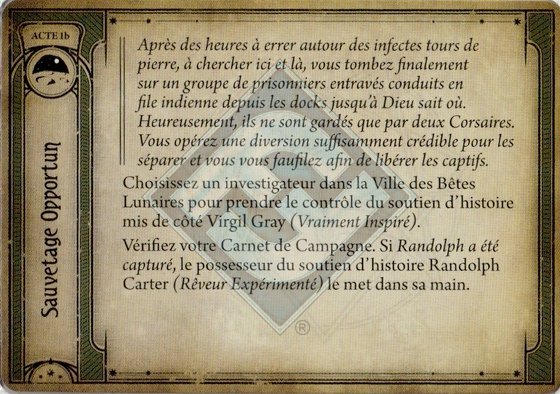 ACTE 1b
Sauvetage Opportun
Après des heures à errer autour des infectes tours de
pierre, à chercher ici et là, vous tombez finalement
sur un groupe de prisonniers entravés conduits en
file indienne depuis les docks jusqu'à Dieu sait où.
Heureusement, ils ne sont gardés que par deux Corsaires.
Vous opérez une diversion suffisamment crédible pour les
séparer et vous vous faufilez afin de libérer les captifs.
Choisissez un investigateur dans la Ville des Bêtes
Lunaires pour prendre le contrôle du soutien d'histoire
mis de côté Virgil Gray (Vraiment Inspiré).
Vérifiez votre Carnet de Campagne. Si Randolph a été
capturé, le possesseur du soutien d'histoire Randolph
Carter (Rêveur Expérimenté) le met dans sa main.
®